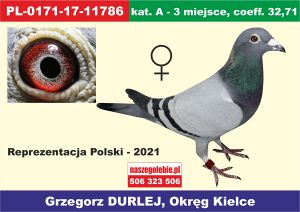 PL-0171-17-11786 kat. A - 3 miejsce, coeff. 32,71
Reprezentacja Polski - 2021
naszegolebie.pl
506 323 506
Grzegorz DURLEJ, Okręg Kielce